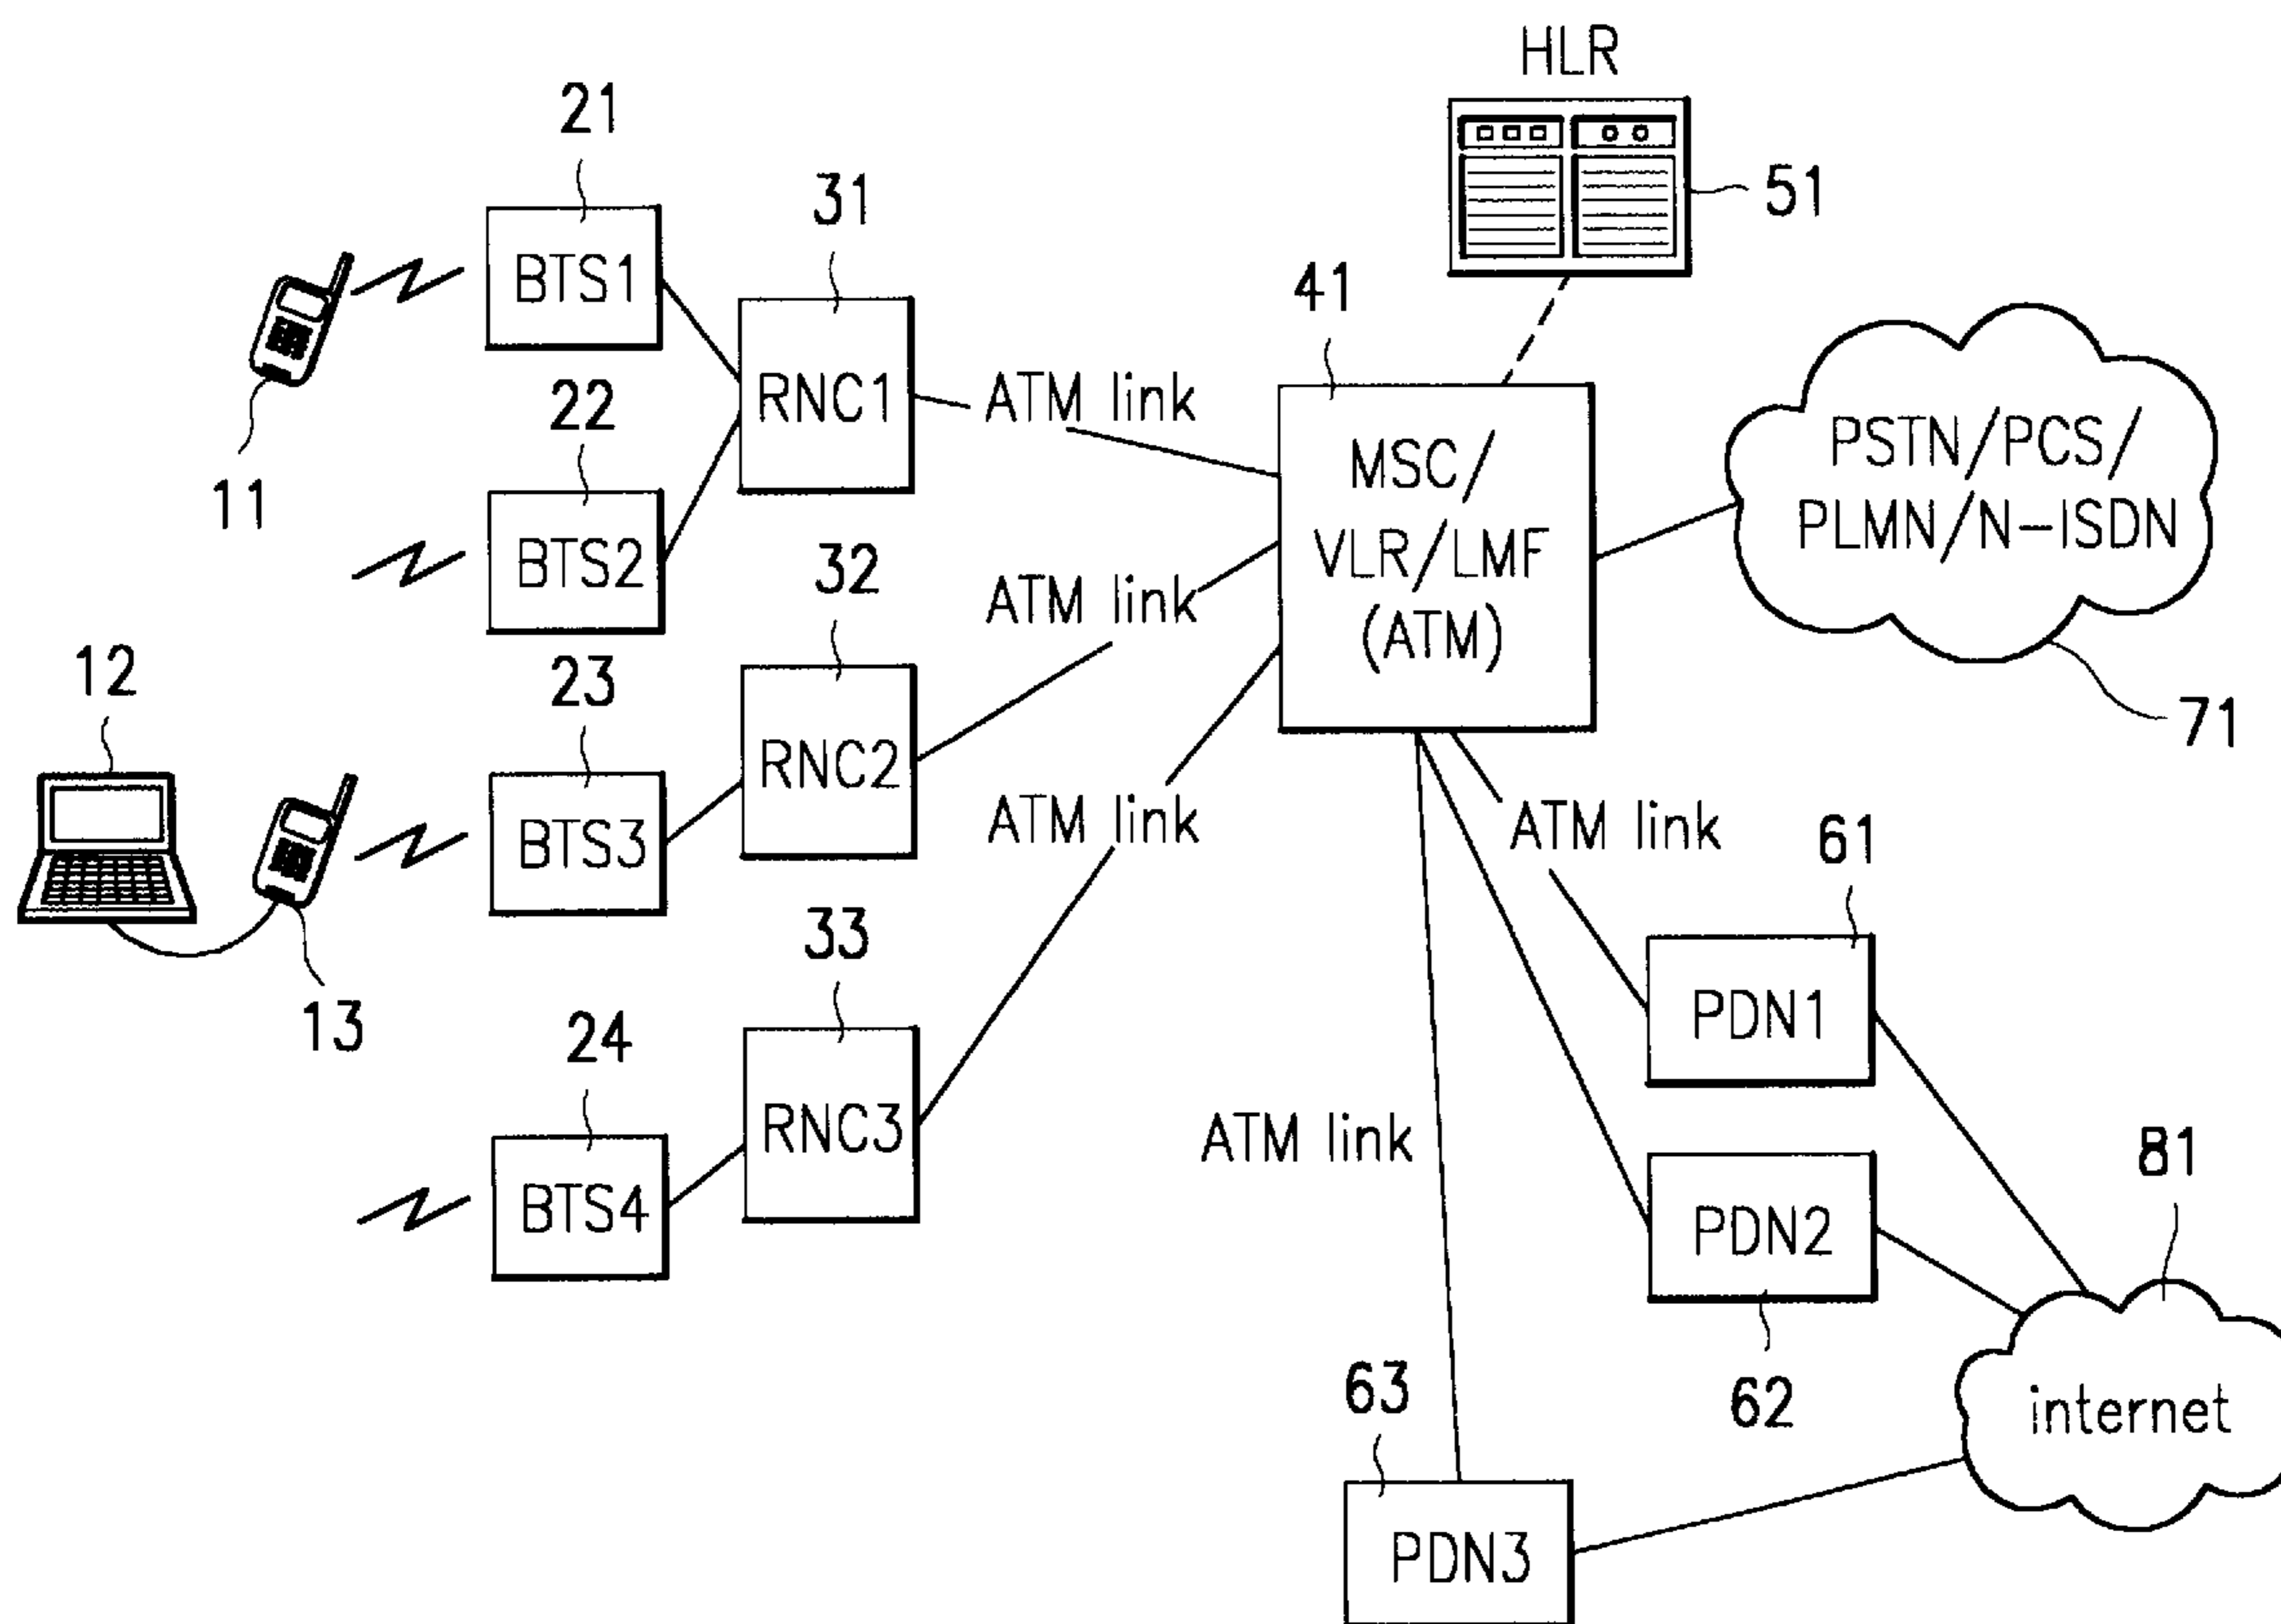 HLR
51
21
BTS1
31
RNC1
11
22
BTS2
ATM link
41
MSC/
VLR/LMF
(ATM)
PSTN/PCS/
PLMN/N-ISDN
71
12
13
23
BTS3
32
RNC2
ATM link
24
BTS4
33
RNC3
ATM link
ATM link
61
PDN1
ATM link
PDN2
62
81
internet
63
PDN3